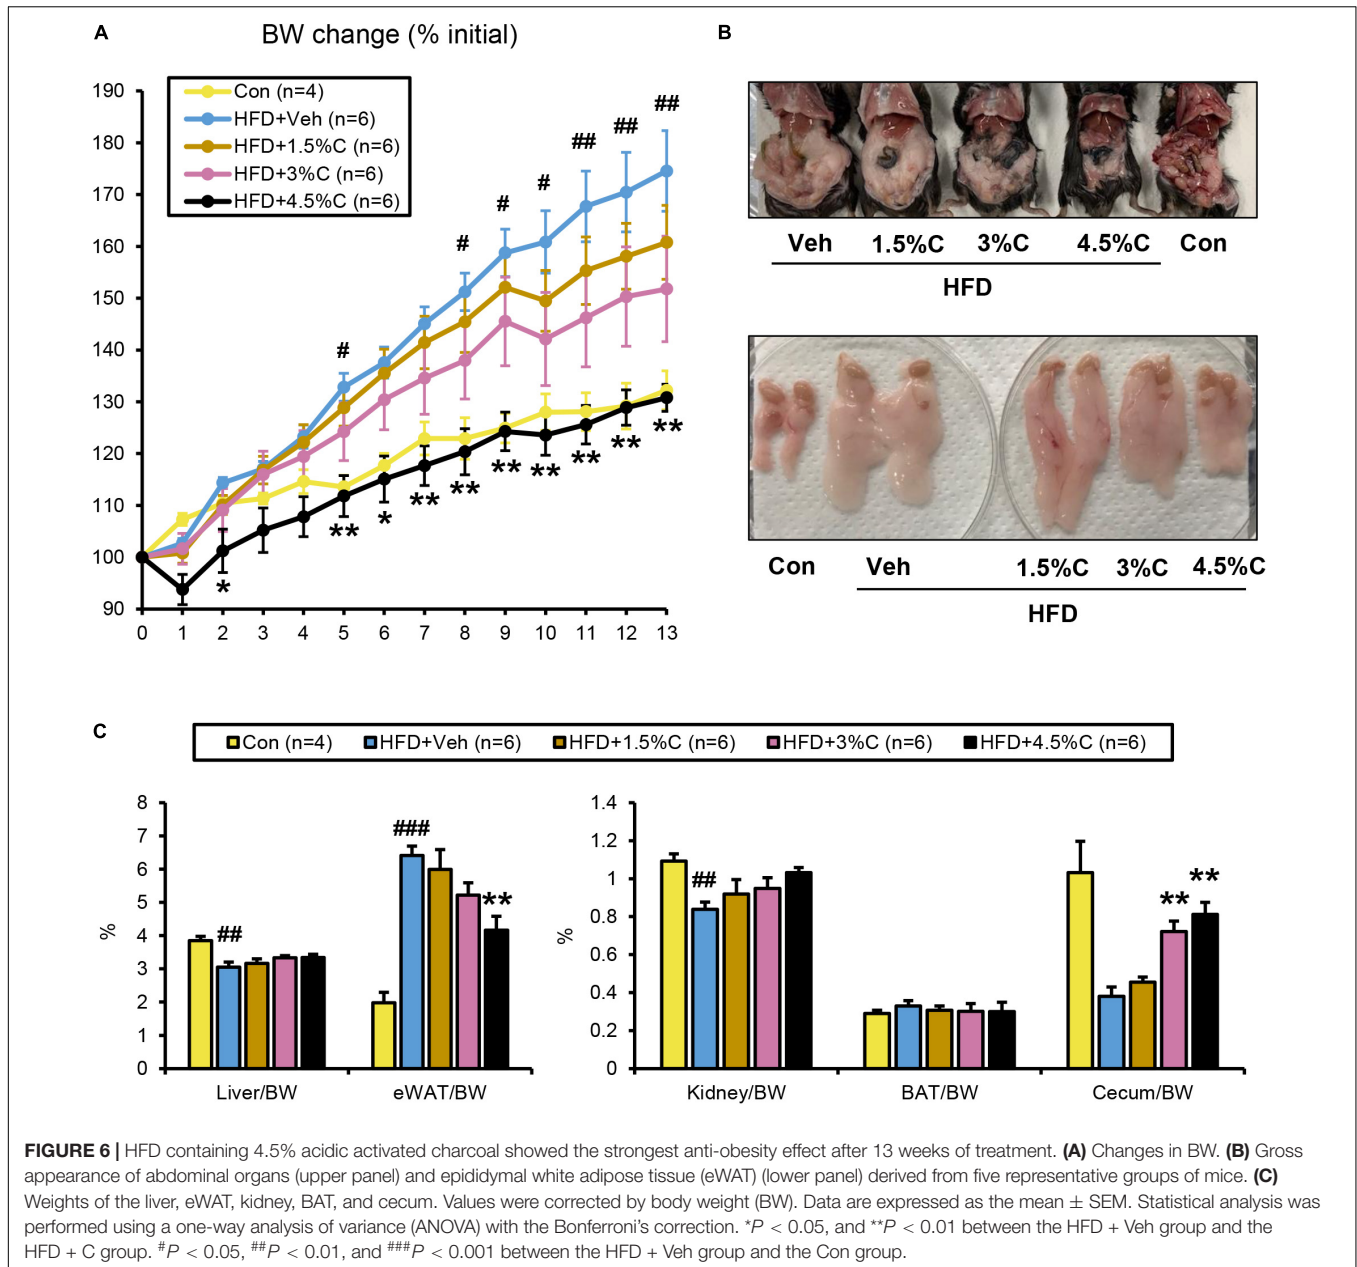 A
BW change (% initial)
Con (n=4)
HFD+Veh (n=6)
HFD+1.5%C (n=6)
HFD+3%C (n=6)
HFD+4.5%C (n=6)
190
180
170
160
150
140
130
120
110
100
90
0 1 2 3 4 5 6 7 8 9 10 11 12 13
# # # # ## ## ##
* ** * ** ** ** ** ** ** **
B
Veh 1.5%C 3%C 4.5%C Con
HFD
Con Veh 1.5%C 3%C 4.5%C
HFD
C
Con (n=4) HFD+Veh (n=6) HFD+1.5%C (n=6) HFD+3%C (n=6) HFD+4.5%C (n=6)
8
7
6
5
4
3
2
1
0
%
## ### **
Liver/BW eWAT/BW
1.4
1.2
1
0.8
0.6
0.4
0.2
0
%
## ** **
Kidney/BW BAT/BW Cecum/BW
FIGURE 6 | HFD containing 4.5% acidic activated charcoal showed the strongest anti-obesity effect after 13 weeks of treatment. (A) Changes in BW. (B) Gross
appearance of abdominal organs (upper panel) and epididymal white adipose tissue (eWAT) (lower panel) derived from five representative groups of mice. (C)
Weights of the liver, eWAT, kidney, BAT, and cecum. Values were corrected by body weight (BW). Data are expressed as the mean ± SEM. Statistical analysis was
performed using a one-way analysis of variance (ANOVA) with the Bonferroni's correction. *P < 0.05, and **P < 0.01 between the HFD + Veh group and the
HFD + C group. #P < 0.05, ##P < 0.01, and ###P < 0.001 between the HFD + Veh group and the Con group.